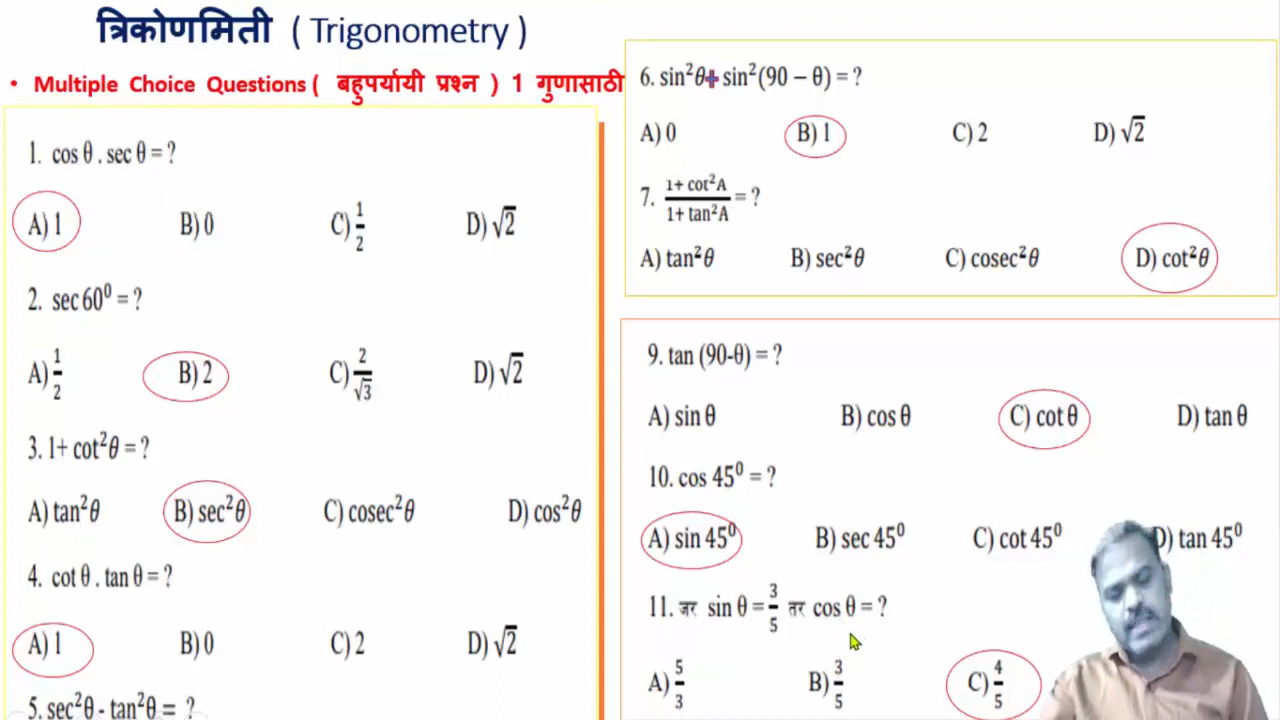 त्रिकोणमिती ( Trigonometry )
• Multiple Choice Questions ( बहुपर्यायी प्रश्न ) 1 गुणासाठी
1. cos θ . sec θ = ?
A) 1 B) 0 C) 1/2 D) √2
2. sec 60⁰ = ?
A) 1/2 B) 2 C) 2/√3 D) √2
3. 1+ cot²θ = ?
A) tan²θ B) sec²θ C) cosec²θ D) cos²θ
4. cot θ . tan θ = ?
A) 1 B) 0 C) 2 D) √2
5. sec²θ - tan²θ = ?
6. sin²θ+ sin²(90 − θ) = ?
A) 0 B) 1 C) 2 D) √2
7. 1+ cot²A / 1+ tan²A = ?
A) tan²θ B) sec²θ C) cosec²θ D) cot²θ
9. tan (90-θ) = ?
A) sin θ B) cos θ C) cot θ D) tan θ
10. cos 45⁰ = ?
A) sin 45⁰ B) sec 45⁰ C) cot 45⁰ D) tan 45⁰
11. जर sin θ = 3/5 तर cos θ = ?
A) 5/3 B) 3/5 C) 4/5